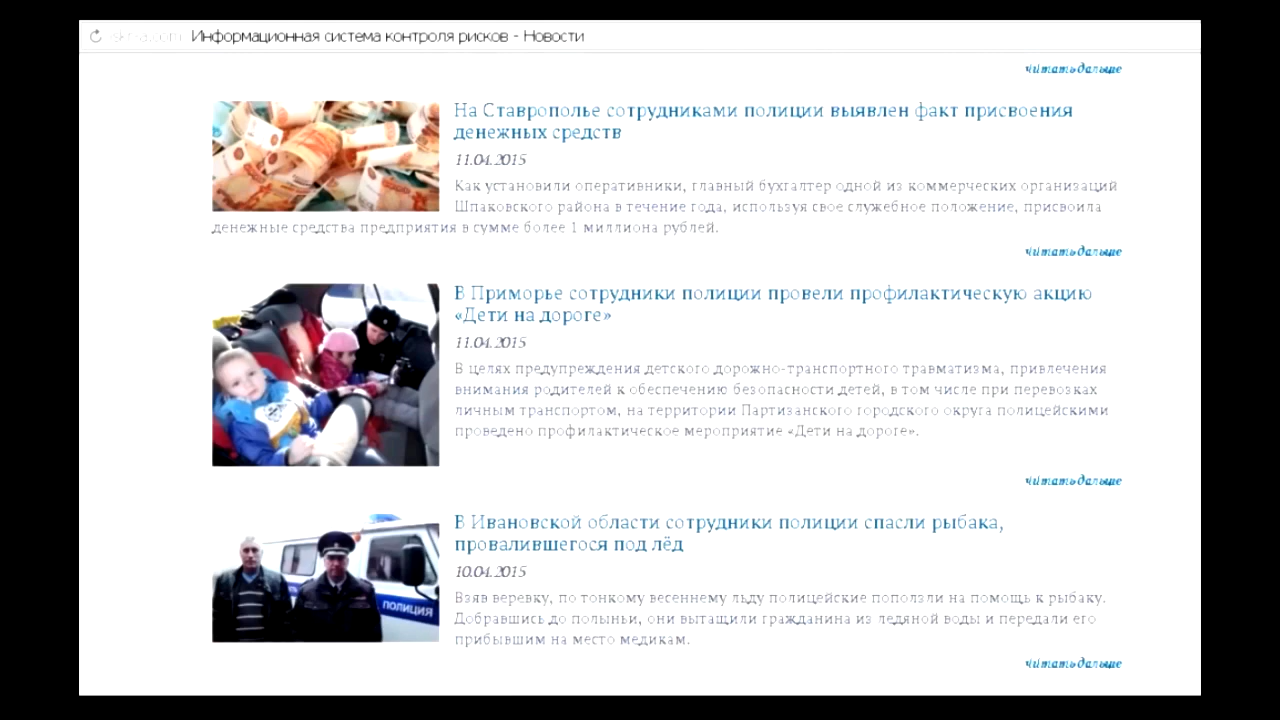 Информационная система контроля рисков - Новости
читать дальше
На Ставрополье сотрудниками полиции выявлен факт присвоения
денежных средств
11.04.2015
Как установили оперативники, главный бухгалтер одной из коммерческих организаций
Шпаковского района в течение года, используя свое служебное положение, присвоила
денежные средства предприятия в сумме более 1 миллиона рублей.
читать дальше
В Приморье сотрудники полиции провели профилактическую акцию
«Дети на дороге»
11.04.2015
В целях предупреждения детского дорожно-транспортного травматизма, привлечения
внимания родителей к обеспечению безопасности детей, в том числе при перевозках
личным транспортом, на территории Партизанского городского округа полицейскими
проведено профилактическое мероприятие «Дети на дороге».
читать дальше
В Ивановской области сотрудники полиции спасли рыбака,
провалившегося под лёд
10.04.2015
Взяв веревку, по тонкому весеннему льду полицейские поползли на помощь к рыбаку.
Добравшись до полыньи, они вытащили гражданина из ледяной воды и передали его
прибывшим на место медикам.
ПОЛИЦИЯ
читать дальше